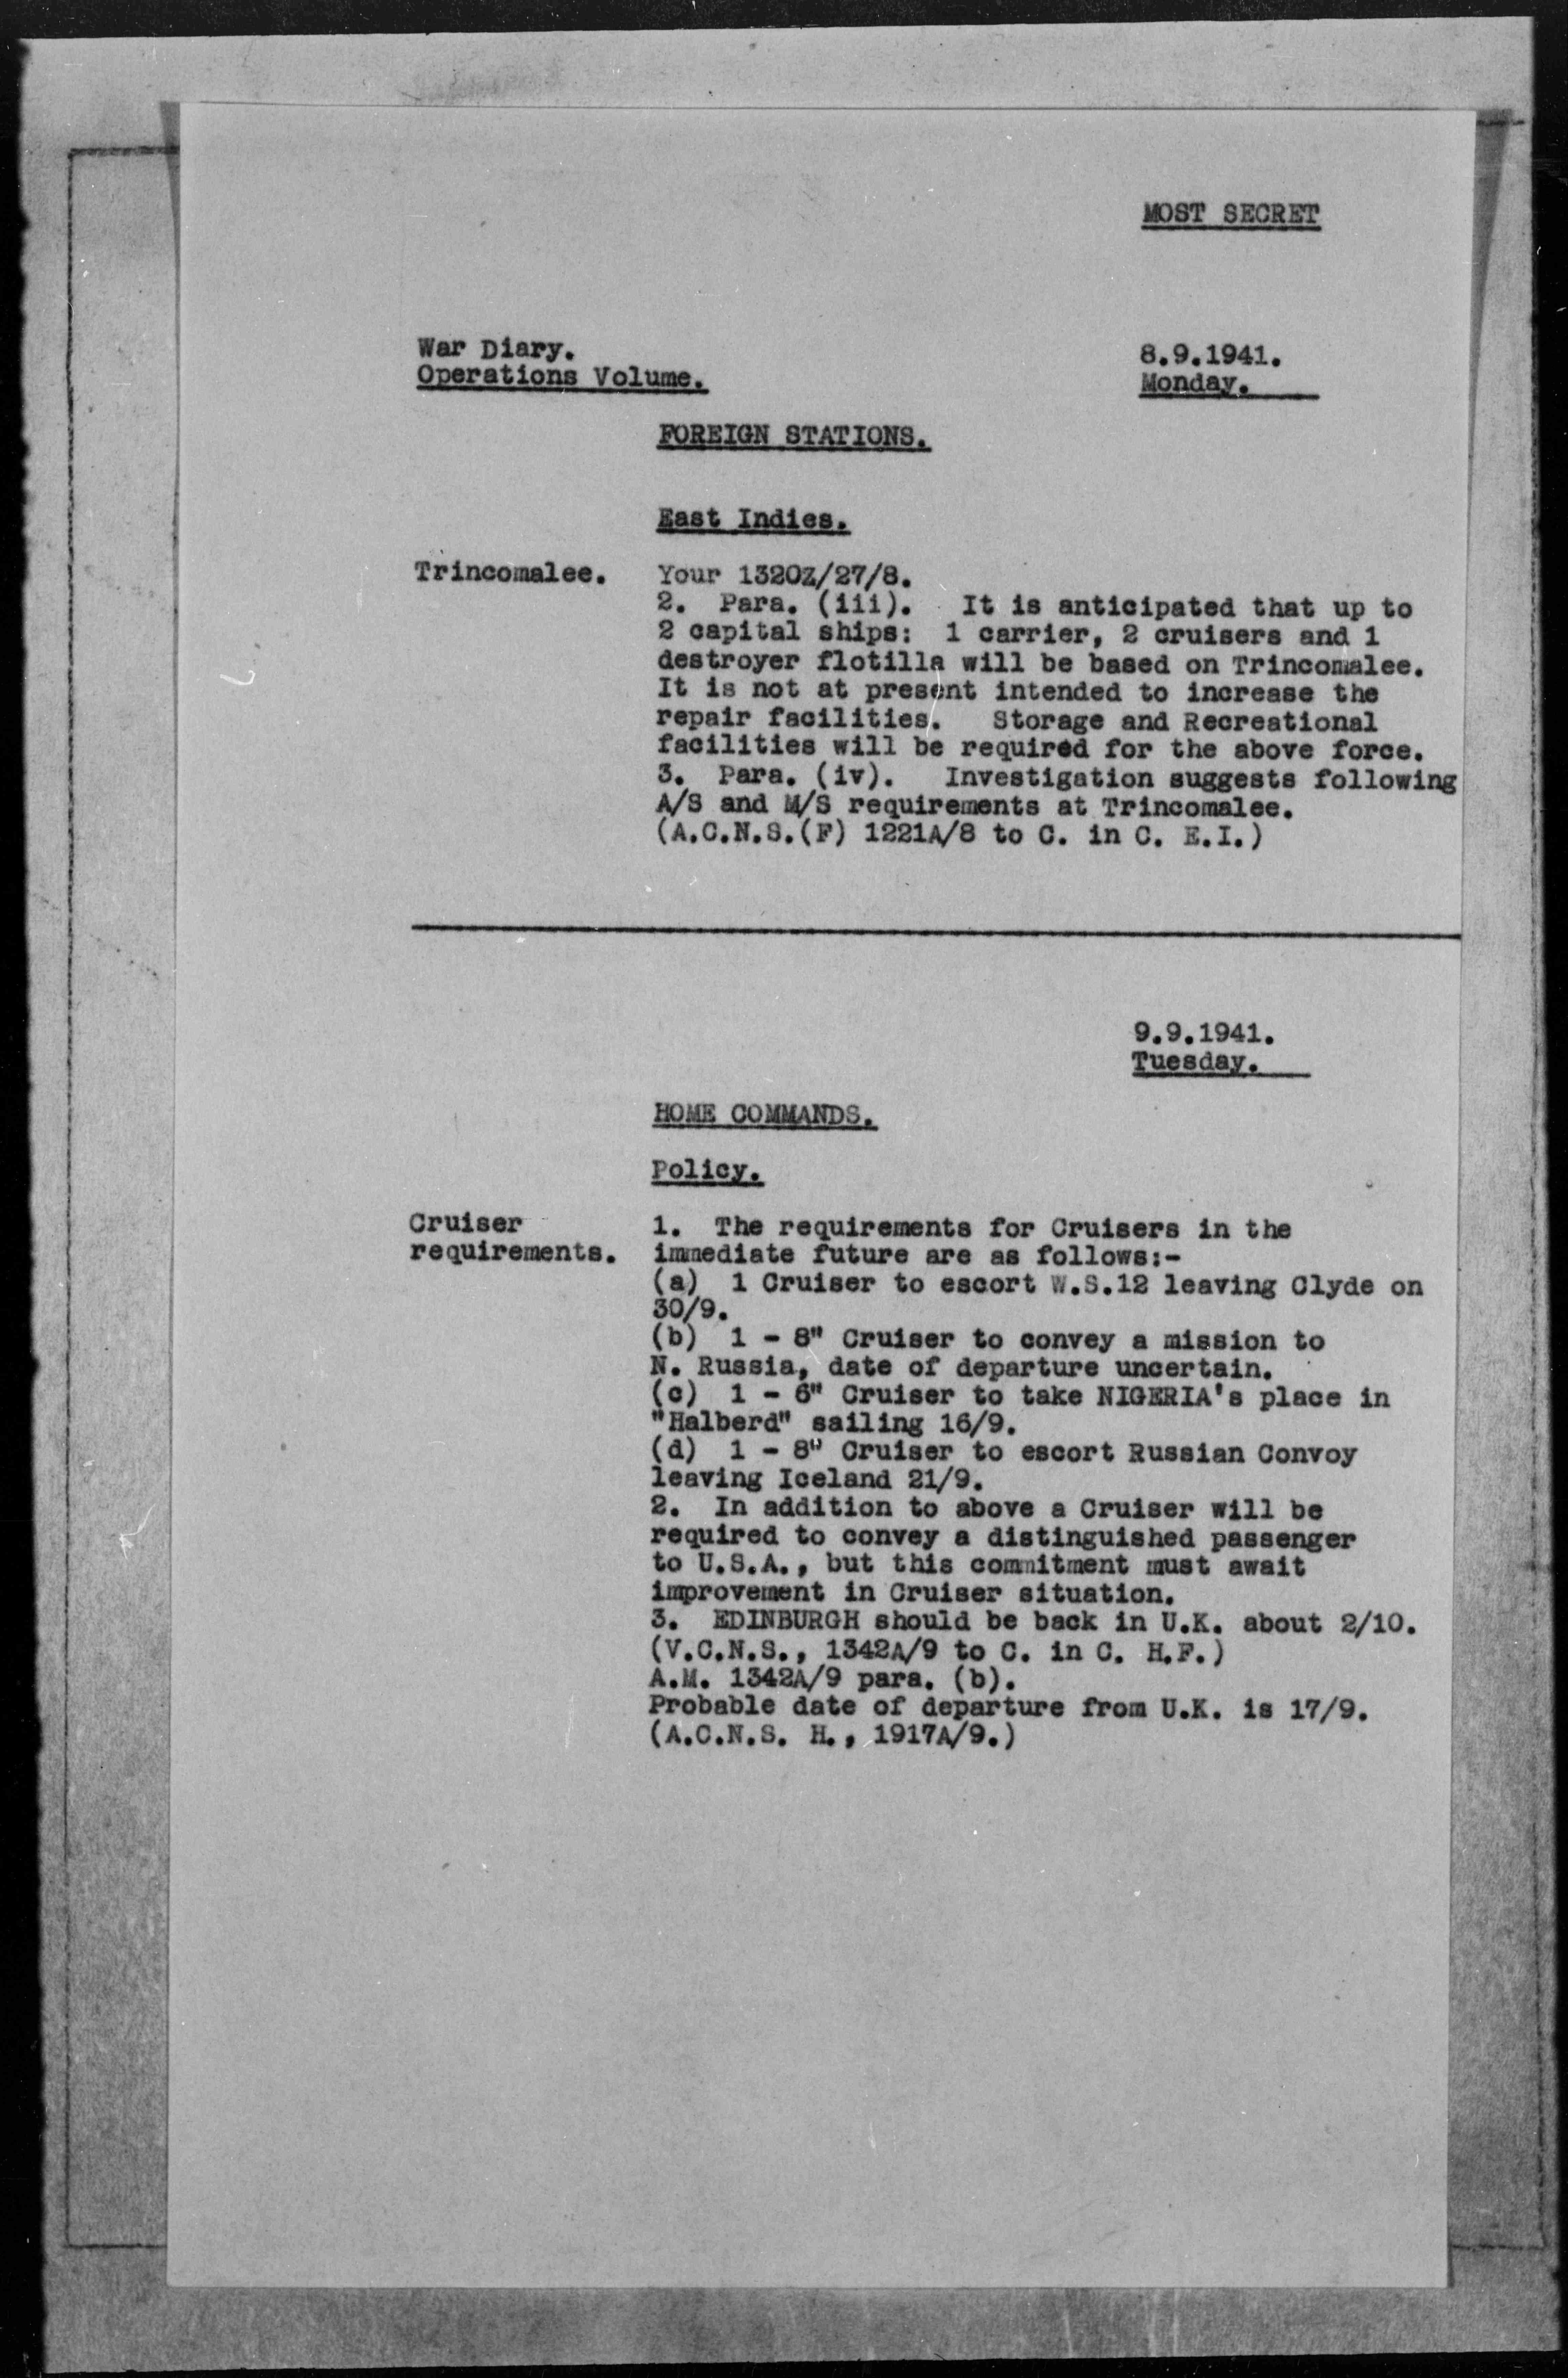 MOST SECRET
War Diary.
Operations Volume.
8.9.1941.
Monday.
FOREIGN STATIONS.
East Indies.
Trincomalee.
Your 1320Z/27/8.
2. Para. (iii). It is anticipated that up to
2 capital ships: 1 carrier, 2 cruisers and 1
destroyer flotilla will be based on Trincomalee.
It is not at present intended to increase the
repair facilities. Storage and Recreational
facilities will be required for the above force.
3. Para. (iv). Investigation suggests following
A/S and M/S requirements at Trincomalee.
(A.C.N.S.(F) 1221A/8 to C. in C. E.I.)
9.9.1941.
Tuesday.
HOME COMMANDS.
Policy.
Cruiser
requirements.
1. The requirements for Cruisers in the
immediate future are as follows:-
(a) 1 Cruiser to escort W.S.12 leaving Clyde on
30/9.
(b) 1 - 8" Cruiser to convey a mission to
N. Russia, date of departure uncertain.
(c) 1 - 6" Cruiser to take NIGERIA's place in
"Halberd" sailing 16/9.
(d) 1 - 8" Cruiser to escort Russian Convoy
leaving Iceland 21/9.
2. In addition to above a Cruiser will be
required to convey a distinguished passenger
to U.S.A., but this commitment must await
improvement in Cruiser situation.
3. EDINBURGH should be back in U.K. about 2/10.
(V.C.N.S., 1342A/9 to C. in C. H.F.)
A.M. 1342A/9 para. (b).
Probable date of departure from U.K. is 17/9.
(A.C.N.S. H., 1917A/9.)